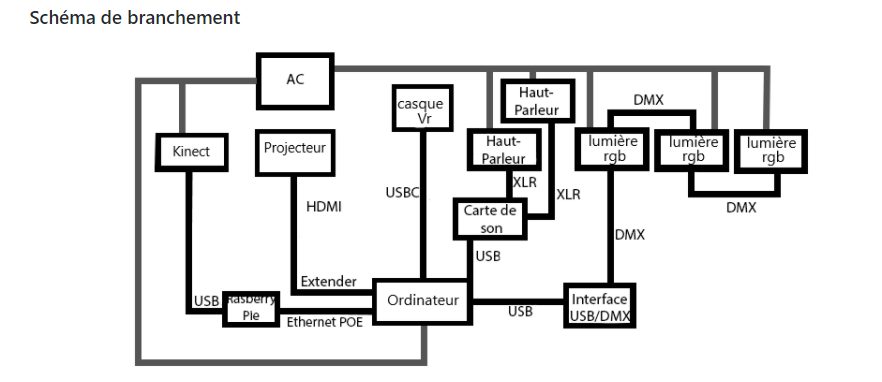 Schéma de branchement
AC
casque
Vr
Haut-
Parleur
DMX
Kinect
Projecteur
Haut-
Parleur
lumière
rgb
lumière
rgb
lumière
rgb
HDMI
USBC
XLR
XLR
DMX
Carte de
son
DMX
USB
Extender
USB
Rasberry
Pie
Ethernet POE
Ordinateur
USB
Interface
USB/DMX